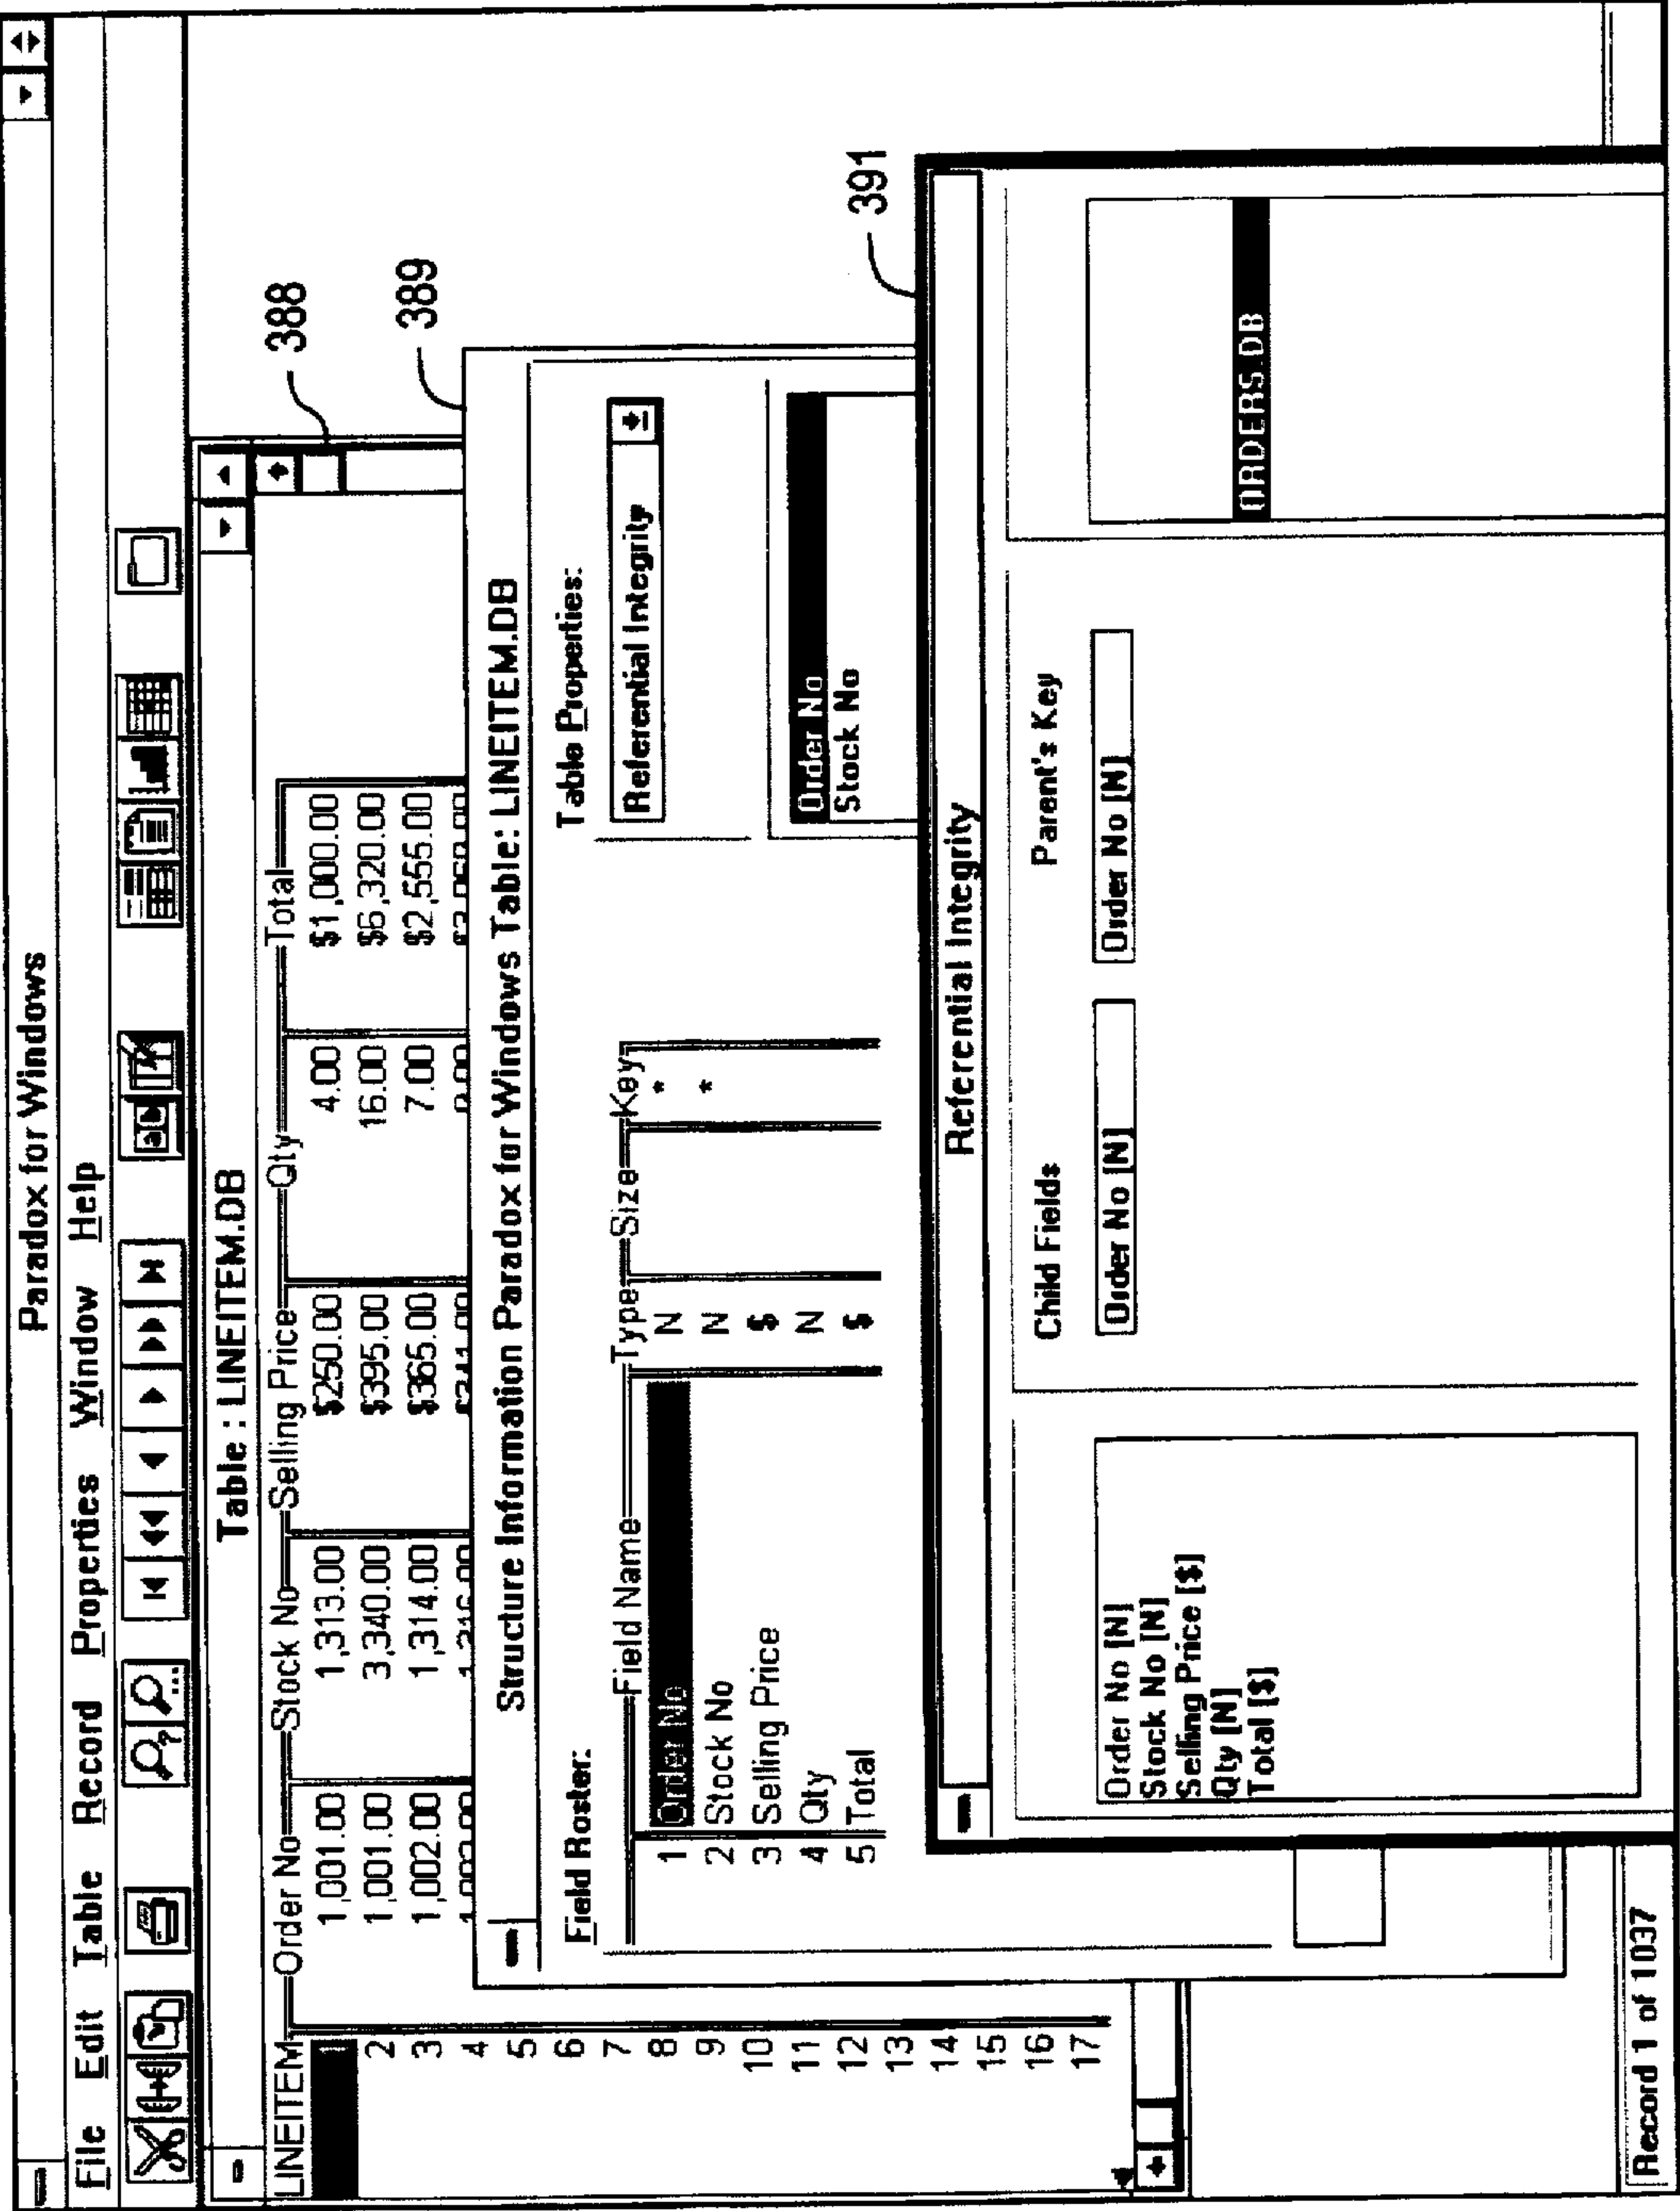 Paradox for Windows
File Edit Table Record Properties Window Help
Table : LINEITEM.DB
LINEITEM Order No Stock No Selling Price Qty Total
1 1,001.00 1,313.00 $250.00 4.00 $1,000.00
2 1,001.00 3,340.00 $395.00 16.00 $6,320.00
3 1,002.00 1,314.00 $365.00 7.00 $2,555.00
4
5
6
7
8
9
10
11
12
13
14
15
16
17
388
389
Structure Information Paradox for Windows Table: LINEITEM.DB
Field Roster:
Field Name Type Size Key
1 Order No N *
2 Stock No N *
3 Selling Price $
4 Qty N
5 Total $
Table Properties:
Referential Integrity
Order No
Stock No
391
Referential Integrity
Order No [N]
Stock No [N]
Selling Price [$]
Qty [N]
Total [$]
Child Fields
Order No [N]
Parent's Key
Order No [N]
ORDERS.DB
Record 1 of 1037